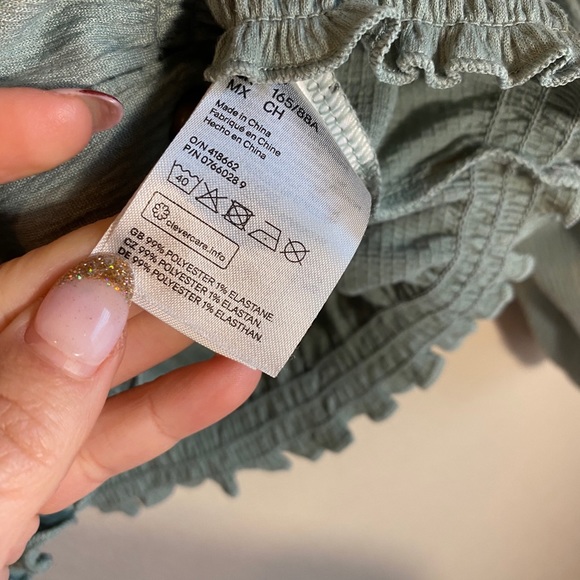 165/88A
MX CH
Made in China
Fabriqué en Chine
Hecho en China
O/N 418662
P/N 0766028 9
40
clevercare.info
GB 99% POLYESTER 1% ELASTANE.
CZ 99% POLYESTER 1% ELASTAN.
DE 99% POLYESTER 1% ELASTHAN.